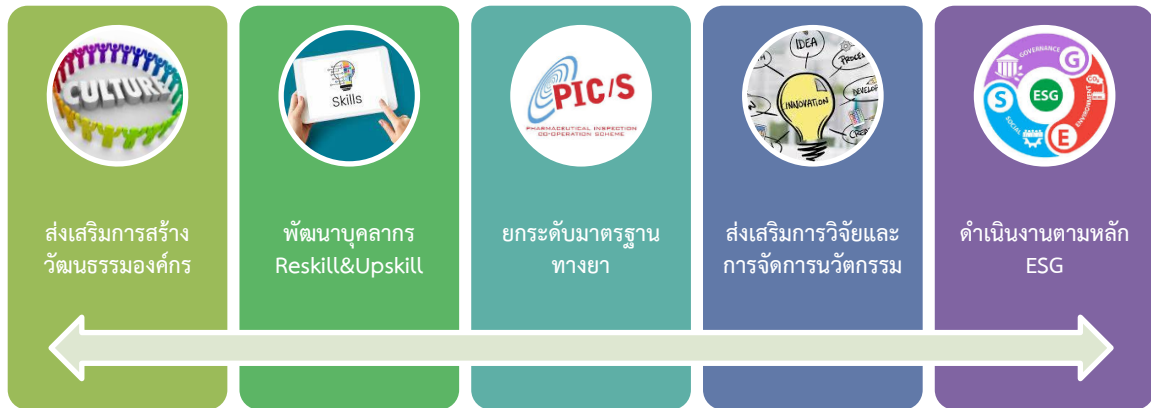 CULTURE
Skills
PIC/S
PHARMACEUTICAL INSPECTION
CO-OPERATION SCHEME
IDEA
PROCES
DEVELOP
INNOVATION
CREA
GOVERNANCE
G
S
ESG
ENVIRONMENT
SOCIAL
E
ส่งเสริมการสร้าง
วัฒนธรรมองค์กร
พัฒนาบุคลากร
Reskill&Upskill
ยกระดับมาตรฐาน
ทางยา
ส่งเสริมการวิจัยและ
การจัดการนวัตกรรม
ดำเนินงานตามหลัก
ESG